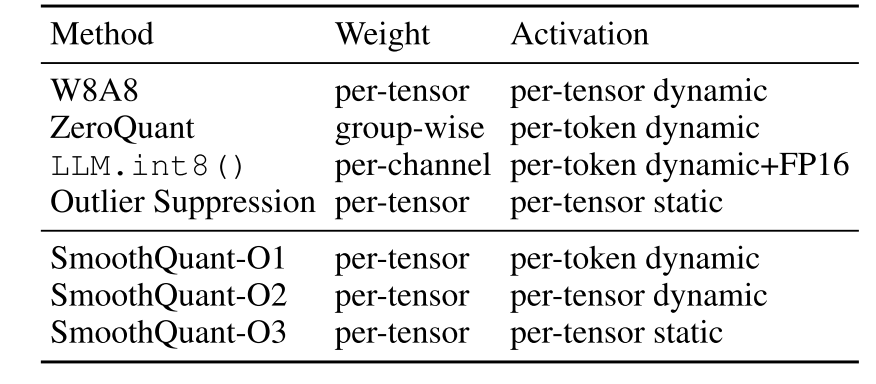 Method Weight Activation
W8A8 per-tensor per-tensor dynamic
ZeroQuant group-wise per-token dynamic
LLM.int8() per-channel per-token dynamic+FP16
Outlier Suppression per-tensor per-tensor static
SmoothQuant-O1 per-tensor per-token dynamic
SmoothQuant-O2 per-tensor per-tensor dynamic
SmoothQuant-O3 per-tensor per-tensor static